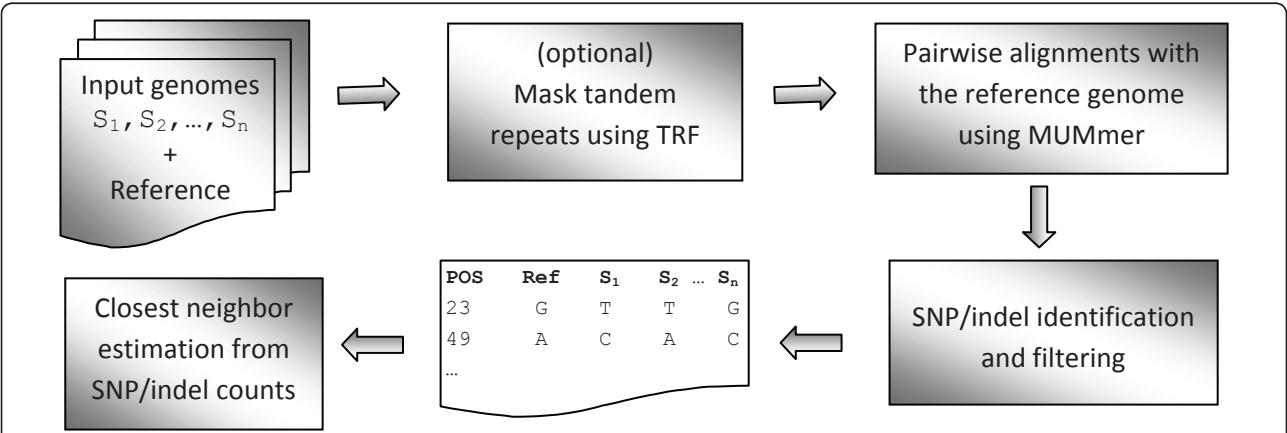 Input genomes
S1, S2, …, Sn
+
Reference
(optional)
Mask tandem
repeats using TRF
Pairwise alignments with
the reference genome
using MUMmer
SNP/indel identification
and filtering
POS Ref S1 S2 … Sn
23 G T T G
49 A C A C
…
Closest neighbor
estimation from
SNP/indel counts